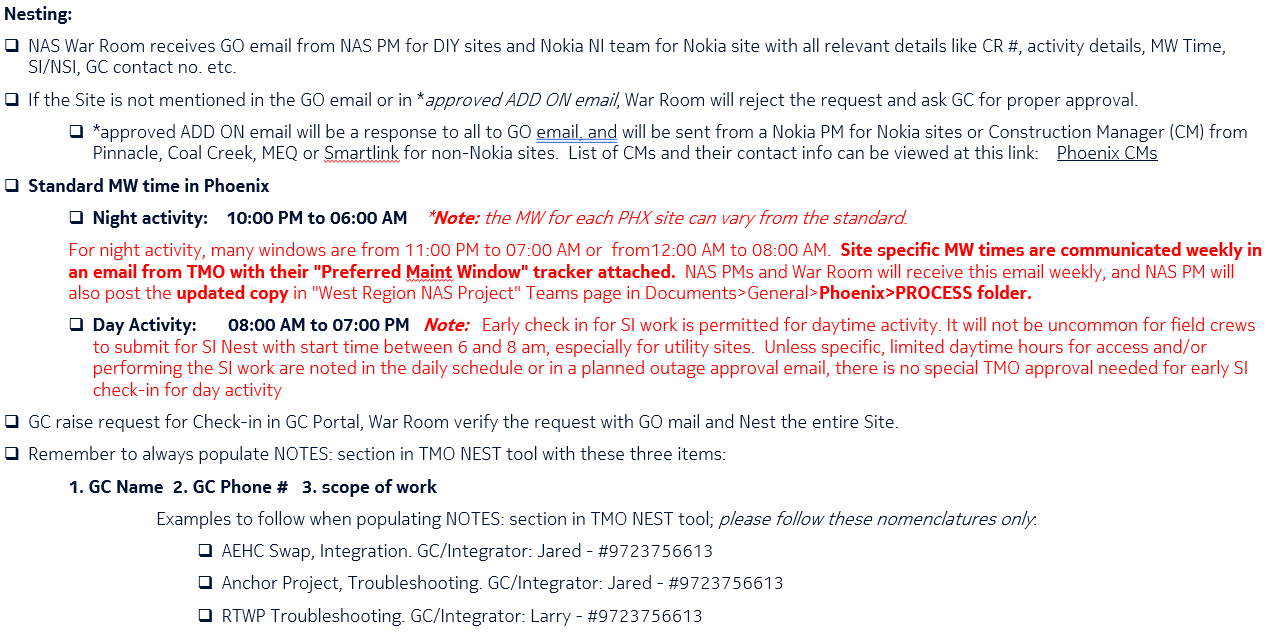 Nesting:
❑ NAS War Room receives GO email from NAS PM for DIY sites and Nokia NI team for Nokia site with all relevant details like CR #, activity details, MW Time,
SI/NSI, GC contact no. etc.
❑ If the Site is not mentioned in the GO email or in *approved ADD ON email, War Room will reject the request and ask GC for proper approval.
❑ *approved ADD ON email will be a response to all to GO email, and will be sent from a Nokia PM for Nokia sites or Construction Manager (CM) from
Pinnacle, Coal Creek, MEQ or Smartlink for non-Nokia sites.  List of CMs and their contact info can be viewed at this link:   Phoenix CMs
❑ Standard MW time in Phoenix
❑ Night activity:   10:00 PM to 06:00 AM   *Note: the MW for each PHX site can vary from the standard.
For night activity, many windows are from 11:00 PM to 07:00 AM or  from12:00 AM to 08:00 AM.  Site specific MW times are communicated weekly in
an email from TMO with their "Preferred Maint Window" tracker attached.  NAS PMs and War Room will receive this email weekly, and NAS PM will
also post the updated copy in "West Region NAS Project" Teams page in Documents>General>Phoenix>PROCESS folder.
❑ Day Activity:   08:00 AM to 07:00 PM  Note:  Early check in for SI work is permitted for daytime activity. It will not be uncommon for field crews
to submit for SI Nest with start time between 6 and 8 am, especially for utility sites.  Unless specific, limited daytime hours for access and/or
performing the SI work are noted in the daily schedule or in a planned outage approval email, there is no special TMO approval needed for early SI
check-in for day activity
❑ GC raise request for Check-in in GC Portal, War Room verify the request with GO mail and Nest the entire Site.
❑ Remember to always populate NOTES: section in TMO NEST tool with these three items:
1. GC Name  2. GC Phone #   3. scope of work
Examples to follow when populating NOTES: section in TMO NEST tool; please follow these nomenclatures only:
❑ AEHC Swap, Integration. GC/Integrator: Jared - #9723756613
❑ Anchor Project, Troubleshooting. GC/Integrator: Jared - #9723756613
❑ RTWP Troubleshooting. GC/Integrator: Larry - #9723756613